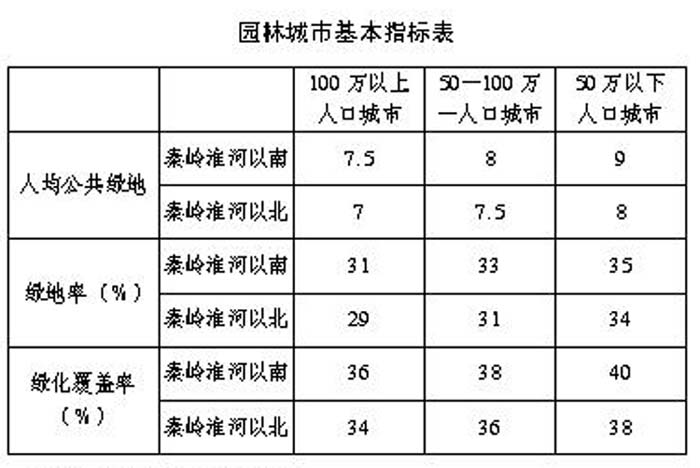 园林城市基本指标表
100万以上人口城市 50—100万—人口城市 50万以下人口城市
人均公共绿地 秦岭淮河以南 7.5 8 9
秦岭淮河以北 7 7.5 8
绿地率（%） 秦岭淮河以南 31 33 35
秦岭淮河以北 29 31 34
绿化覆盖率（%） 秦岭淮河以南 36 38 40
秦岭淮河以北 34 36 38